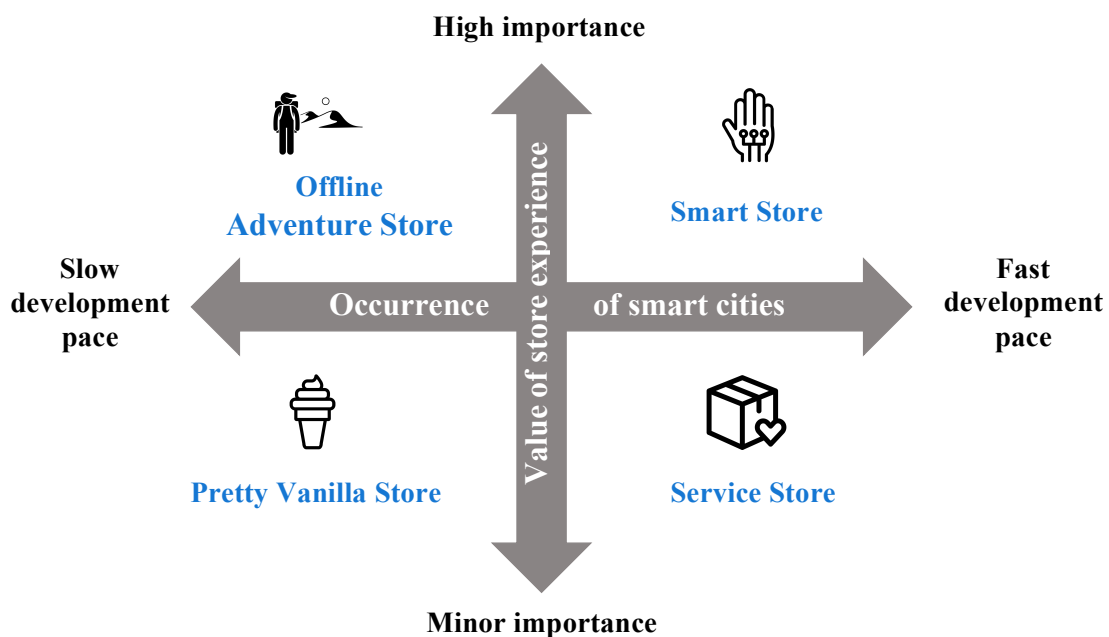 High importance
Offline
Adventure Store
Smart Store
Value of store experience
Slow
development
pace
Occurrence of smart cities
Fast
development
pace
Pretty Vanilla Store
Service Store
Minor importance